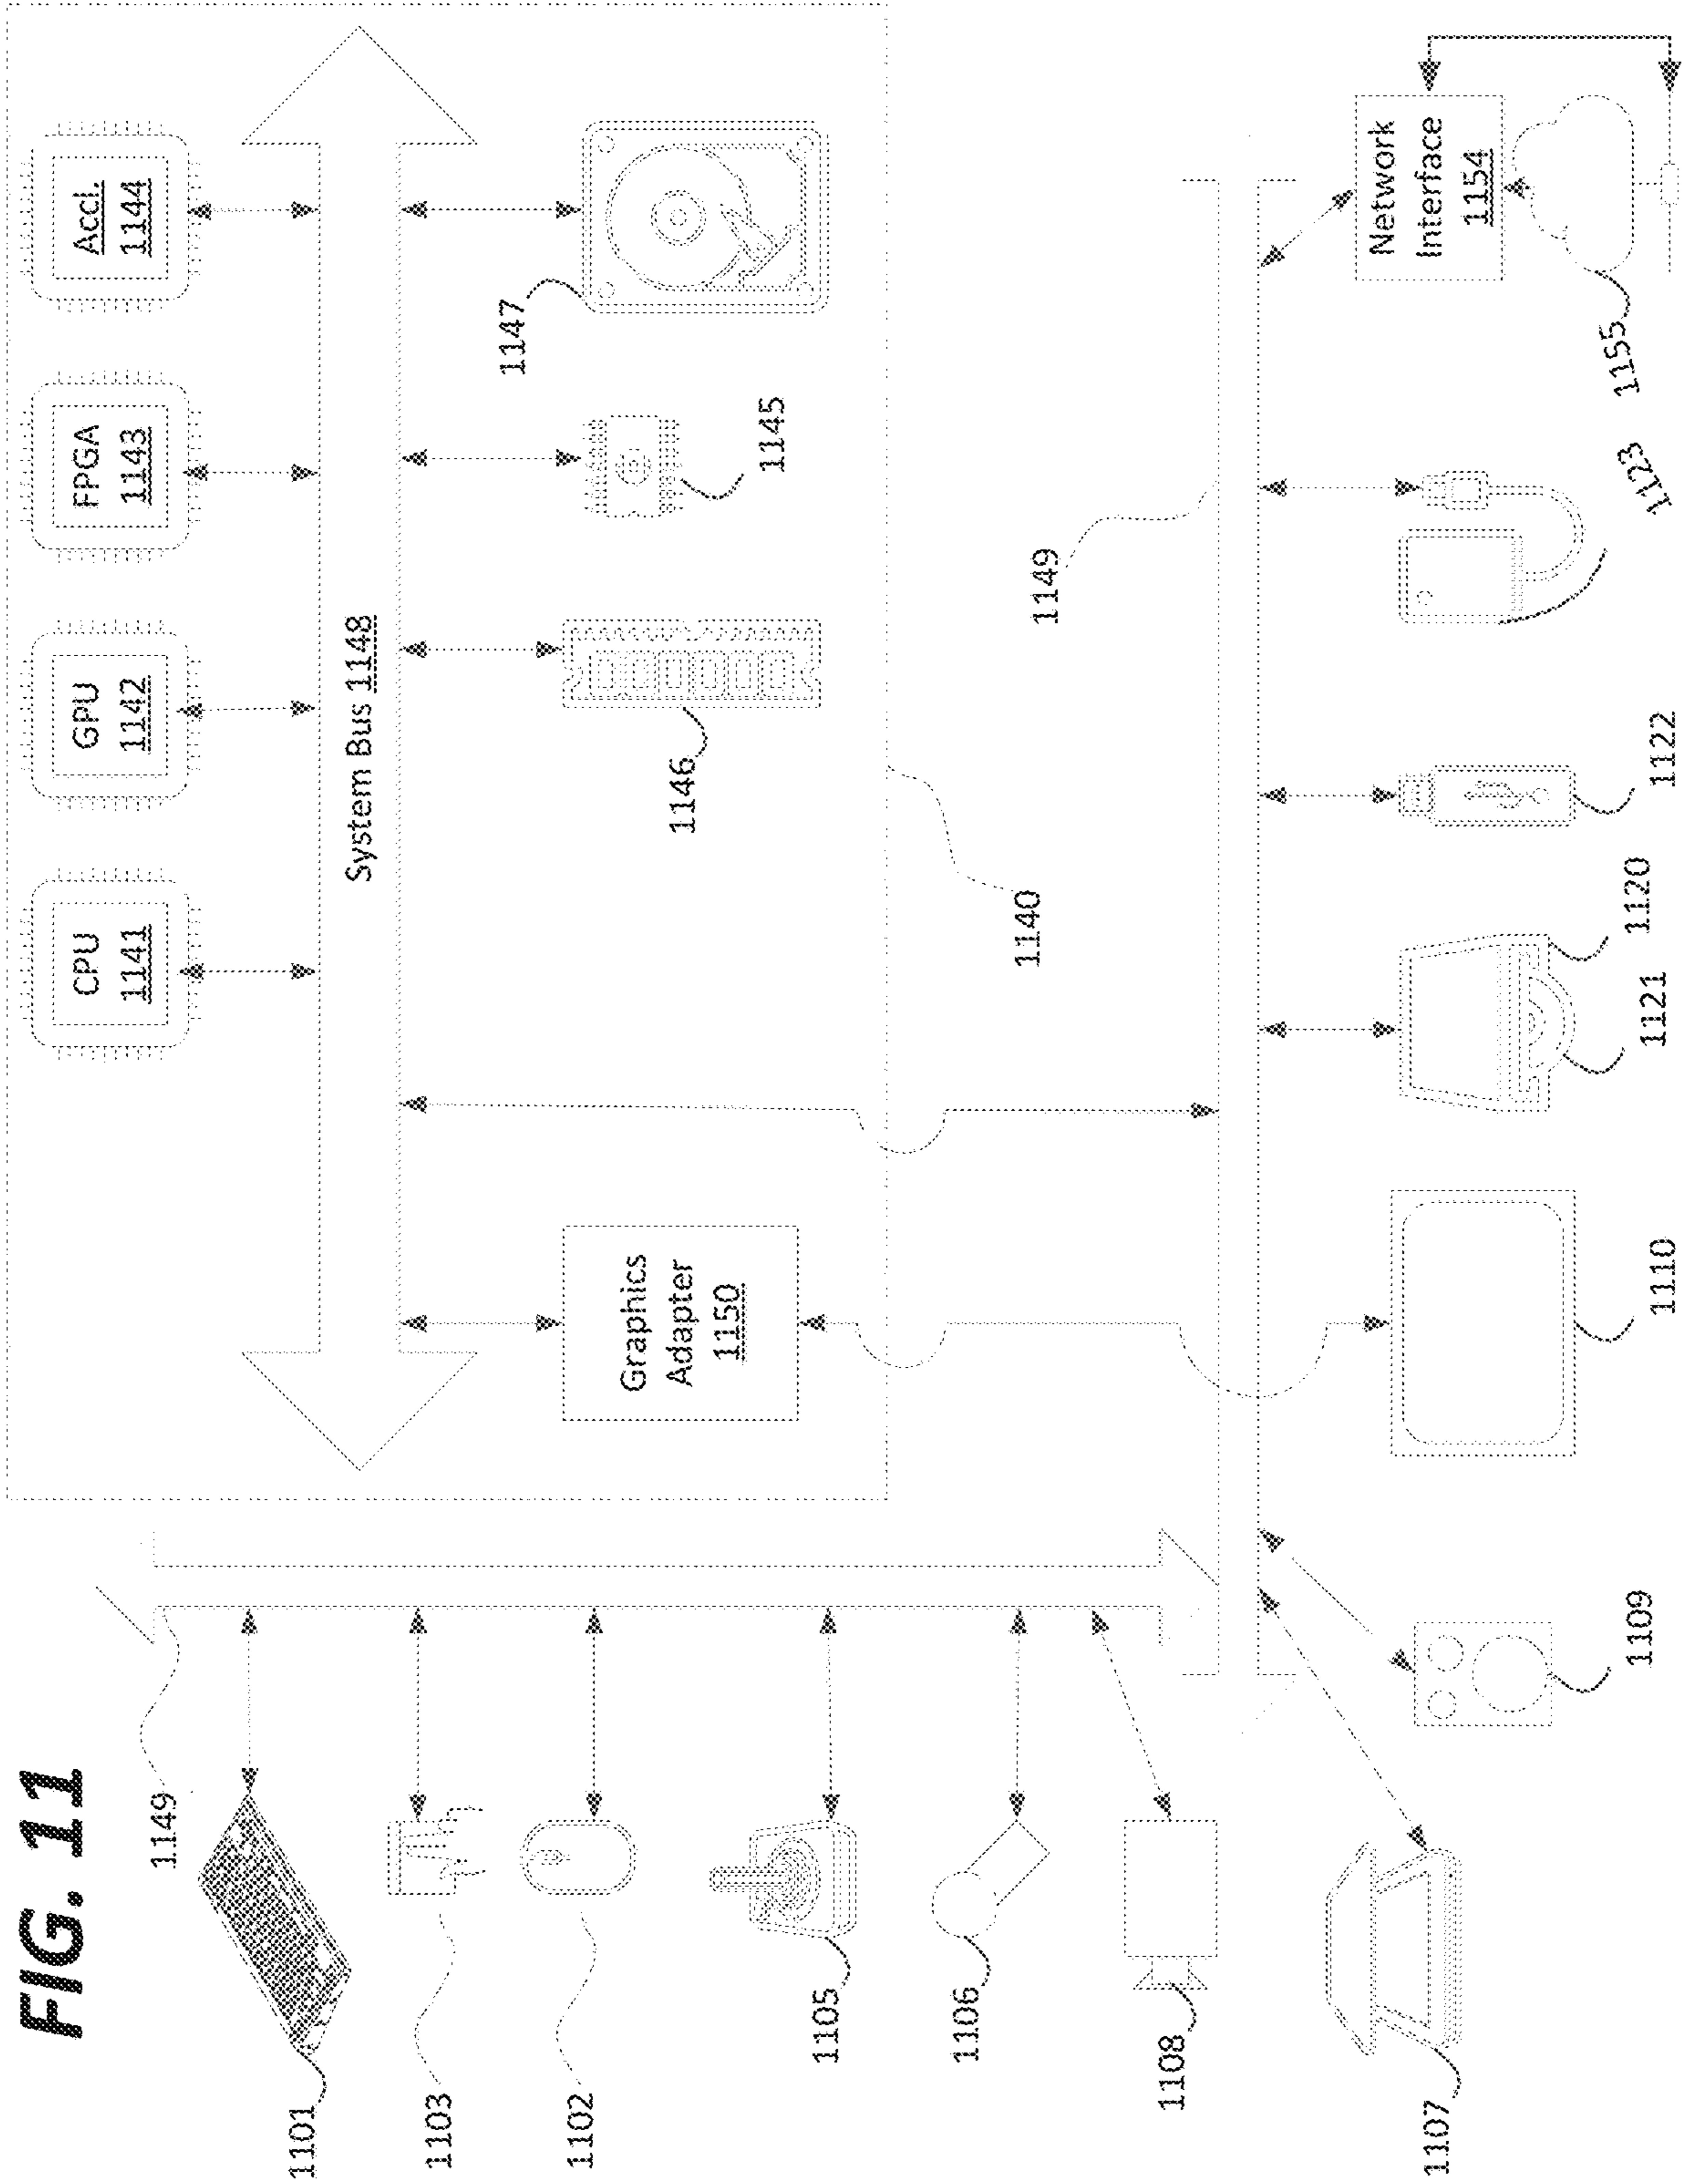 FIG. 11
CPU
1141
GPU
1142
FPGA
1143
Accl.
1144
System Bus 1148
1149
1101
1103
1102
1105
1106
1108
1107
Graphics
Adapter
1150
1146
1145
1147
1140
1149
Network
Interface
1154
1109
1110
1121
1120
1122
1123
1155